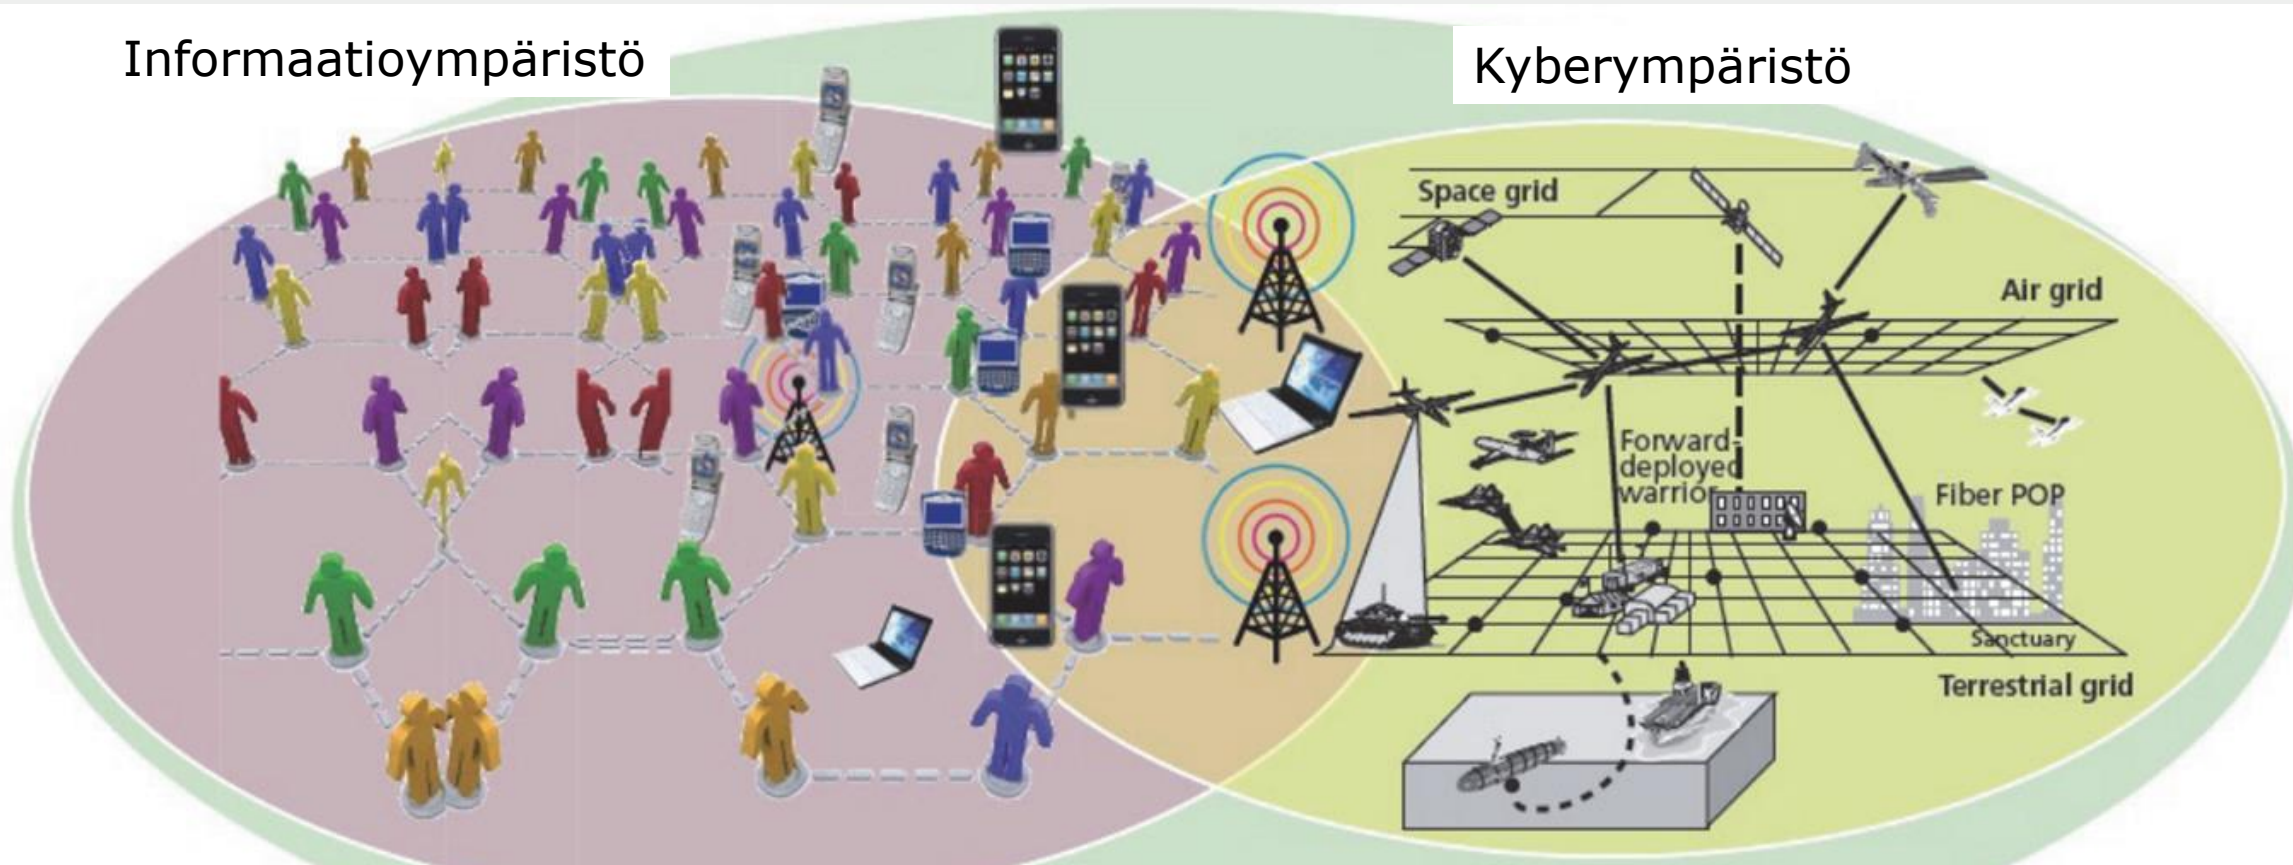 Informaatioympäristö
Kyberympäristö
Space grid
Air grid
Forward-
deployed
warrior
Fiber POP
Sanctuary
Terrestrial grid